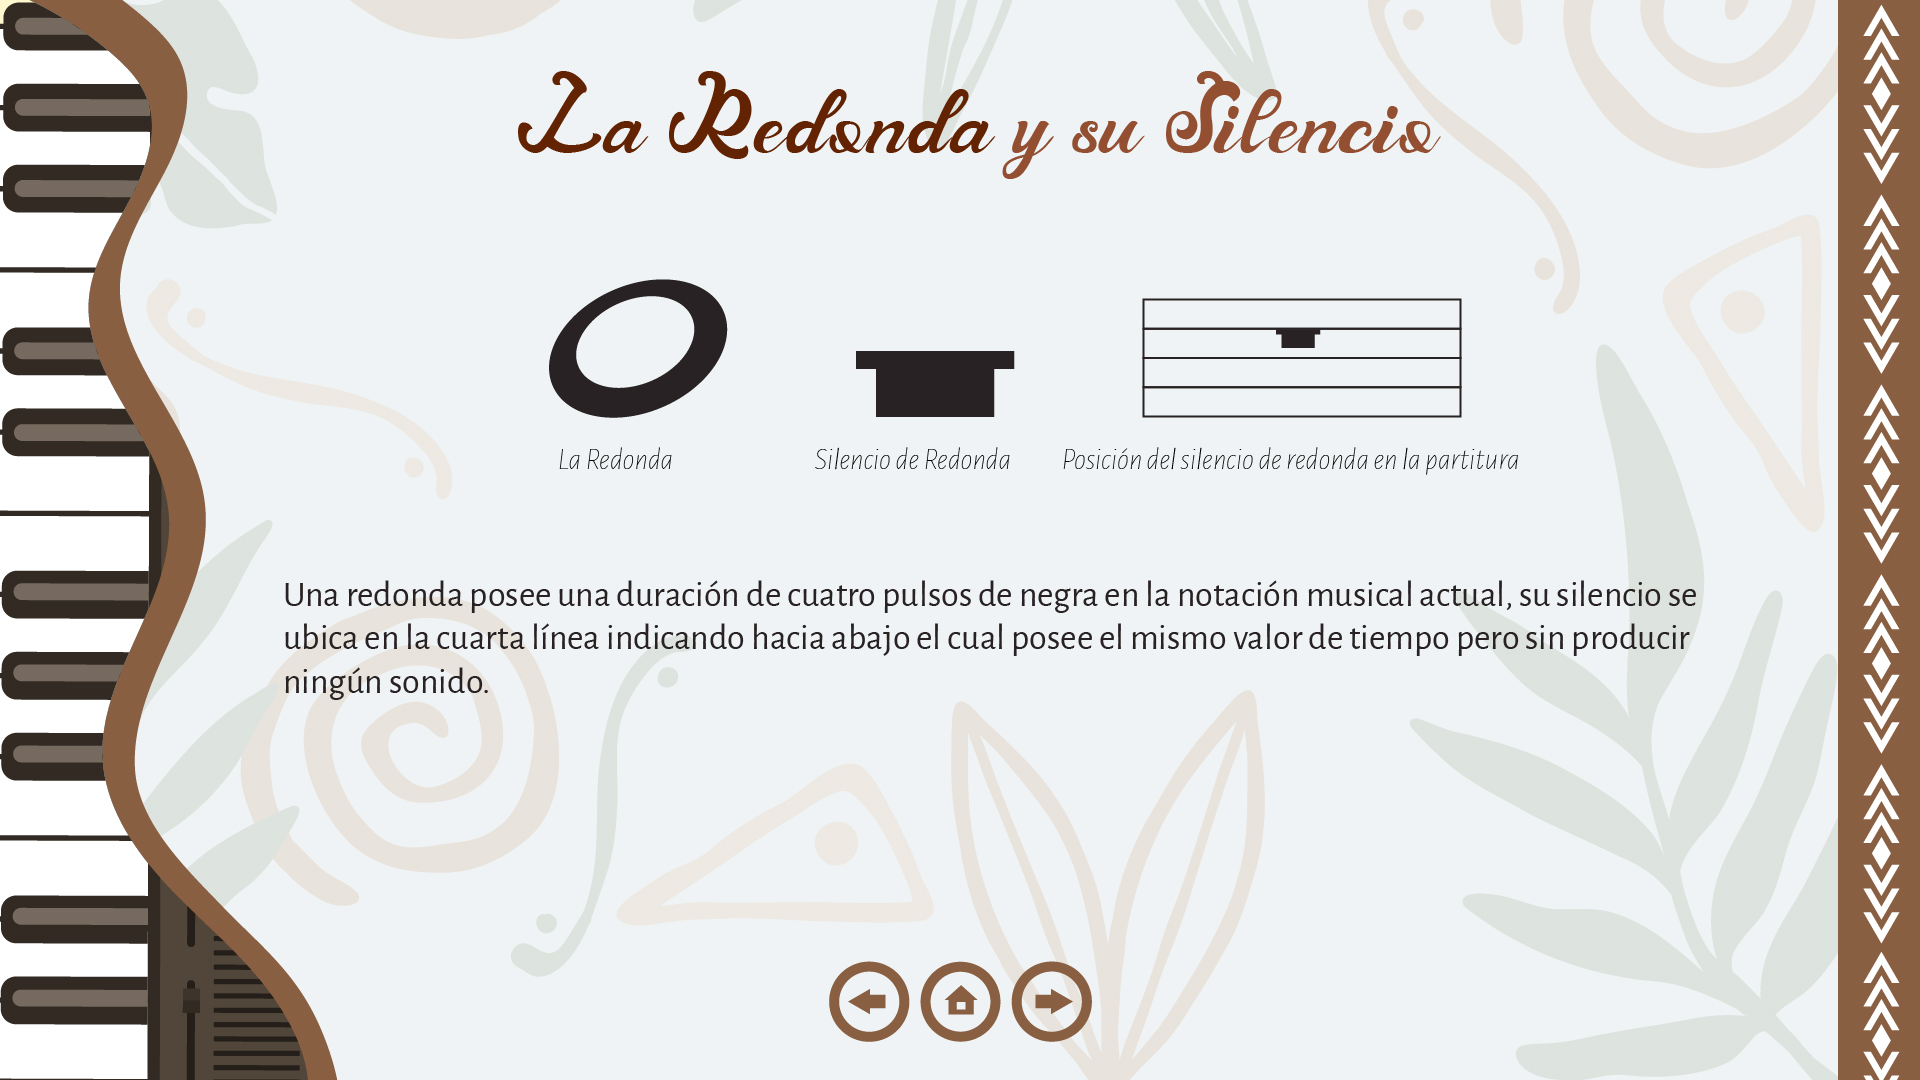 La Redonda y su Silencio
La Redonda
Silencio de Redonda
Posición del silencio de redonda en la partitura
Una redonda posee una duración de cuatro pulsos de negra en la notación musical actual, su silencio se
ubica en la cuarta línea indicando hacia abajo el cual posee el mismo valor de tiempo pero sin producir
ningún sonido.